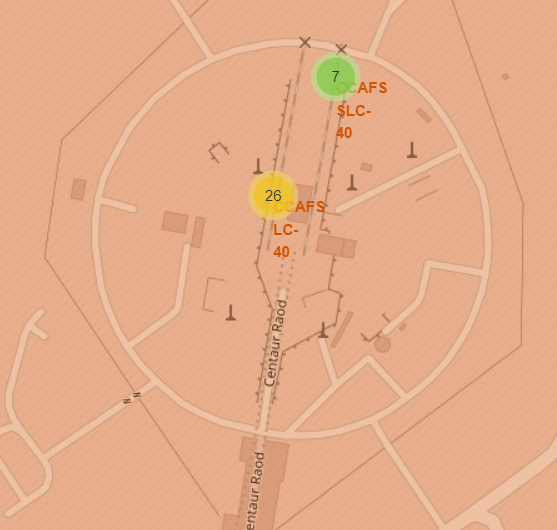 7
CCAFS
SLC-
40
26
CCAFS
LC-
40
Centaur Raod
Centaur Raod